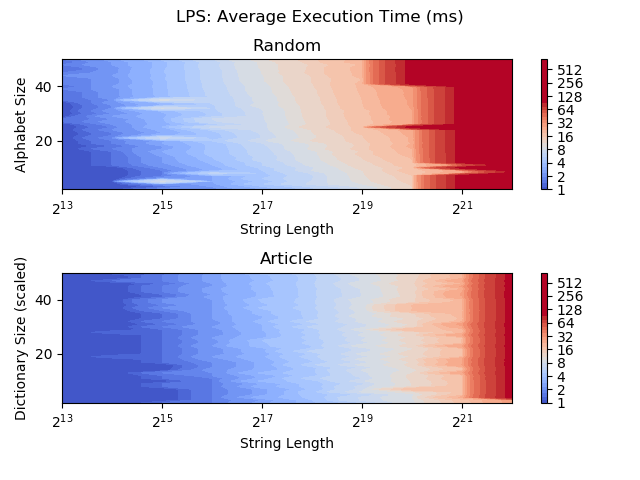 LPS: Average Execution Time (ms)
Random
Alphabet Size
40
20
2^13 2^15 2^17 2^19 2^21
String Length
512
256
128
64
32
16
8
4
2
1
Article
Dictionary Size (scaled)
40
20
2^13 2^15 2^17 2^19 2^21
String Length
512
256
128
64
32
16
8
4
2
1